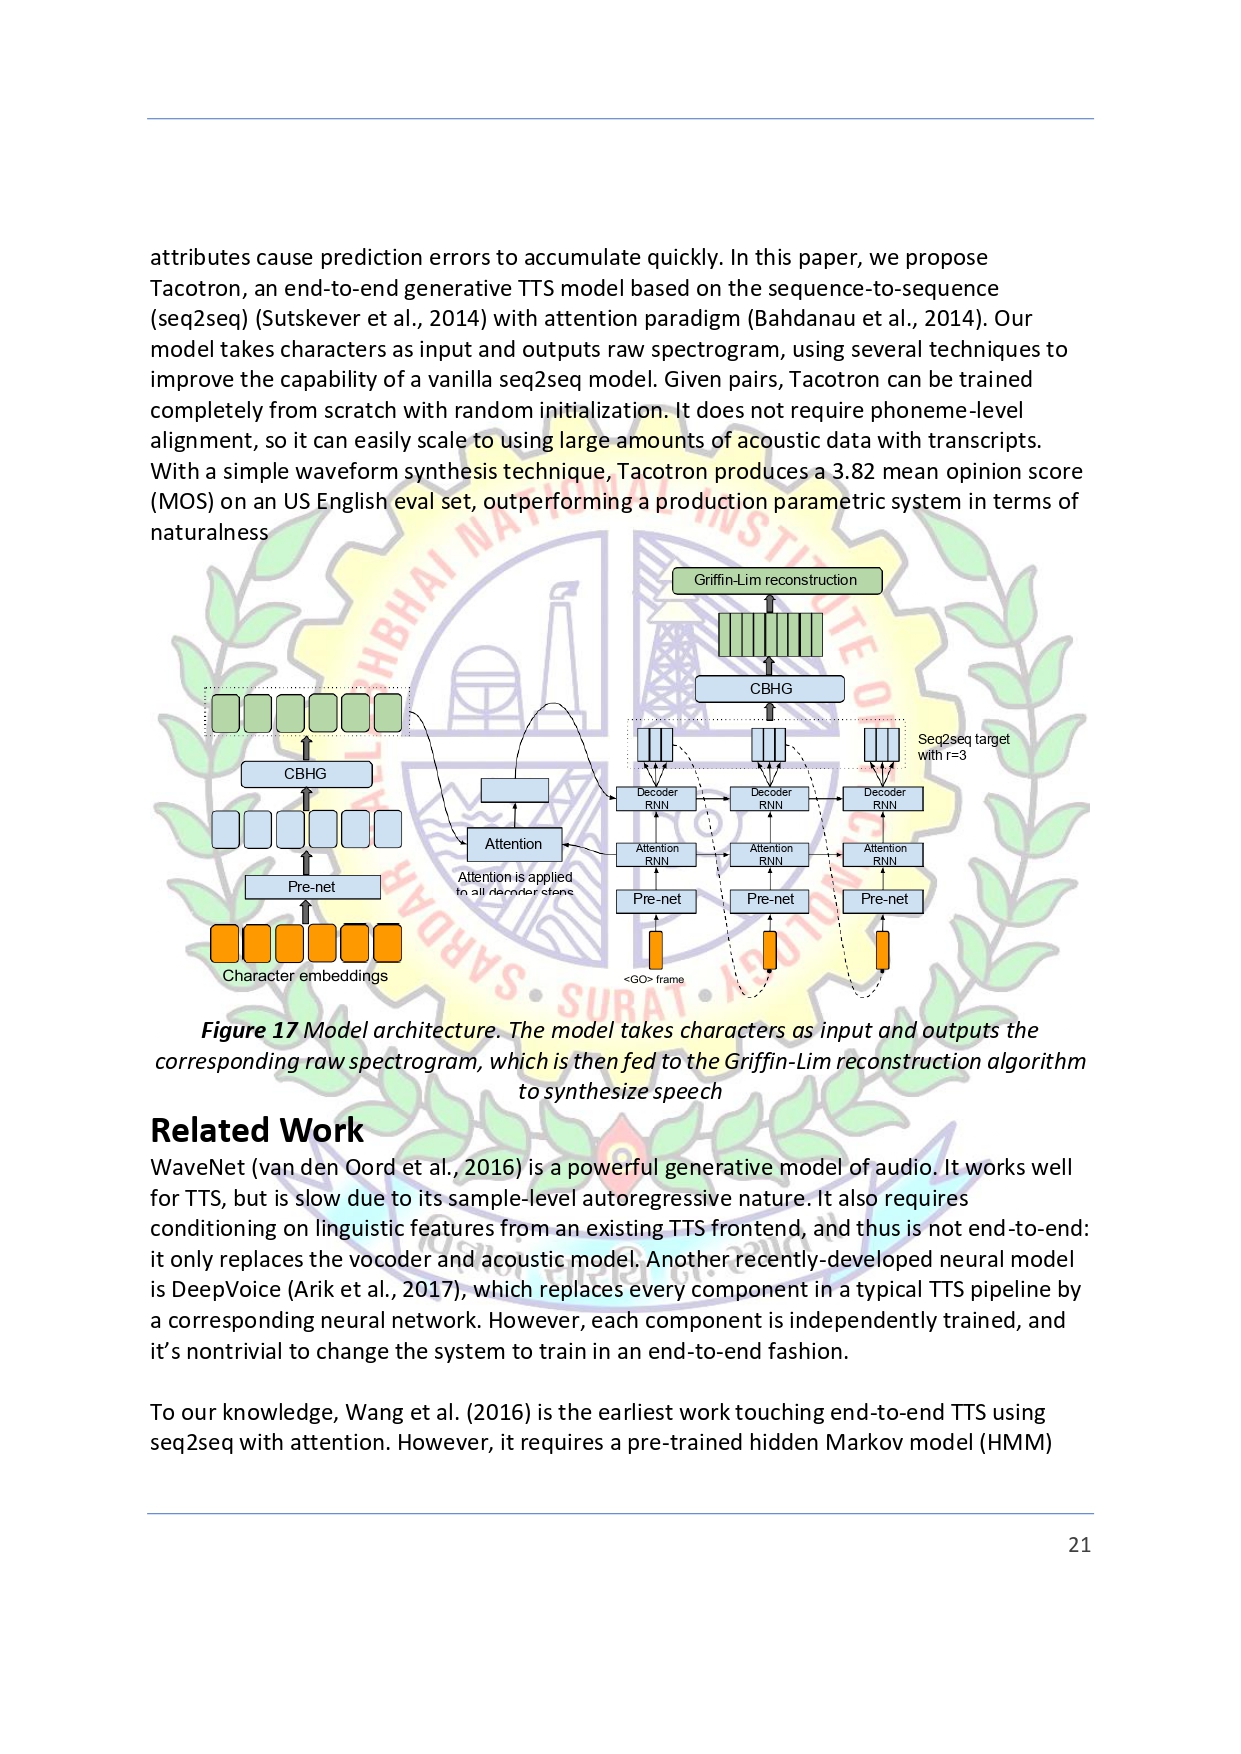 attributes cause prediction errors to accumulate quickly. In this paper, we propose
Tacotron, an end-to-end generative TTS model based on the sequence-to-sequence
(seq2seq) (Sutskever et al., 2014) with attention paradigm (Bahdanau et al., 2014). Our
model takes characters as input and outputs raw spectrogram, using several techniques to
improve the capability of a vanilla seq2seq model. Given pairs, Tacotron can be trained
completely from scratch with random initialization. It does not require phoneme-level
alignment, so it can easily scale to using large amounts of acoustic data with transcripts.
With a simple waveform synthesis technique, Tacotron produces a 3.82 mean opinion score
(MOS) on an US English eval set, outperforming a production parametric system in terms of
naturalness
SARDAR VALLABHBHAI NATIONAL INSTITUTE OF TECHNOLOGY
• SURAT •
Griffin-Lim reconstruction
CBHG
Seq2seq target
with r=3
CBHG
Decoder
RNN
Decoder
RNN
Decoder
RNN
Attention
Attention
RNN
Attention
RNN
Attention
RNN
Attention is applied
to all decoder steps
Pre-net
Pre-net
Pre-net
Pre-net
Character embeddings
<GO> frame
Figure 17 Model architecture. The model takes characters as input and outputs the
corresponding raw spectrogram, which is then fed to the Griffin-Lim reconstruction algorithm
to synthesize speech
Related Work
WaveNet (van den Oord et al., 2016) is a powerful generative model of audio. It works well
for TTS, but is slow due to its sample-level autoregressive nature. It also requires
conditioning on linguistic features from an existing TTS frontend, and thus is not end-to-end:
it only replaces the vocoder and acoustic model. Another recently-developed neural model
is DeepVoice (Arik et al., 2017), which replaces every component in a typical TTS pipeline by
a corresponding neural network. However, each component is independently trained, and
it’s nontrivial to change the system to train in an end-to-end fashion.
To our knowledge, Wang et al. (2016) is the earliest work touching end-to-end TTS using
seq2seq with attention. However, it requires a pre-trained hidden Markov model (HMM)
21